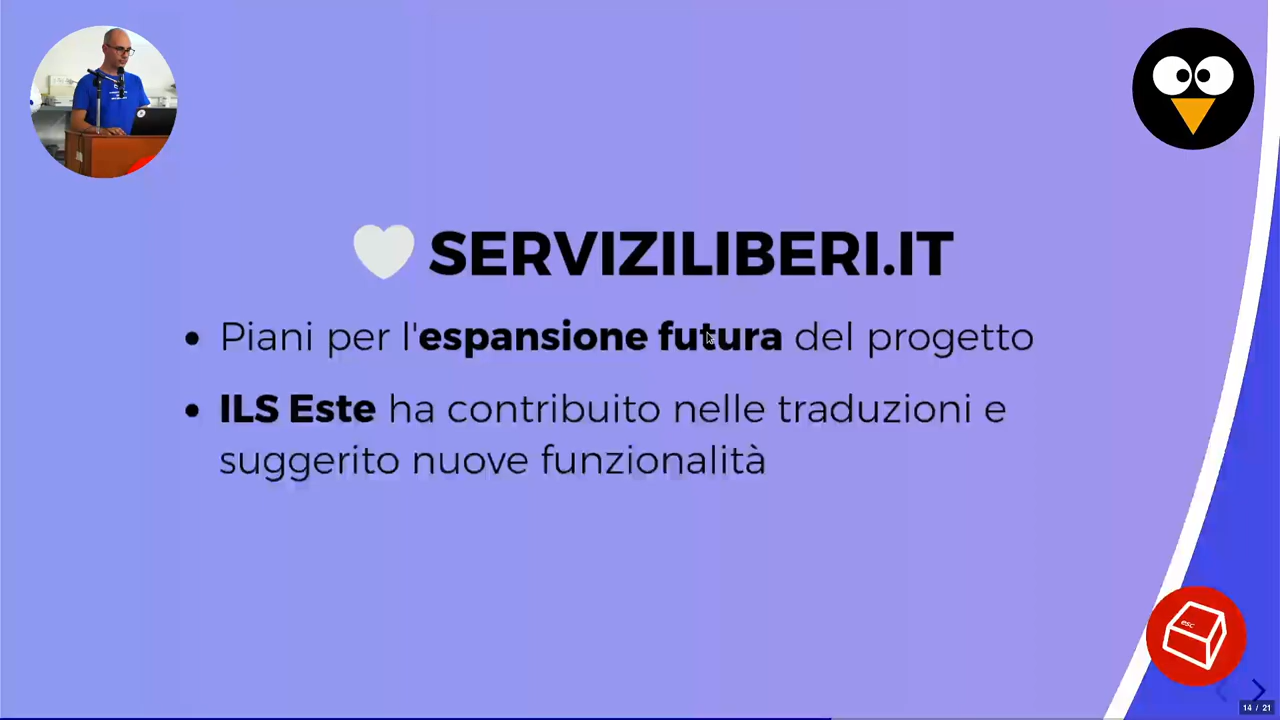 SERVIZILIBERI.IT
Piani per l'espansione futura del progetto
ILS Este ha contribuito nelle traduzioni e
suggerito nuove funzionalità
esc
14 / 21